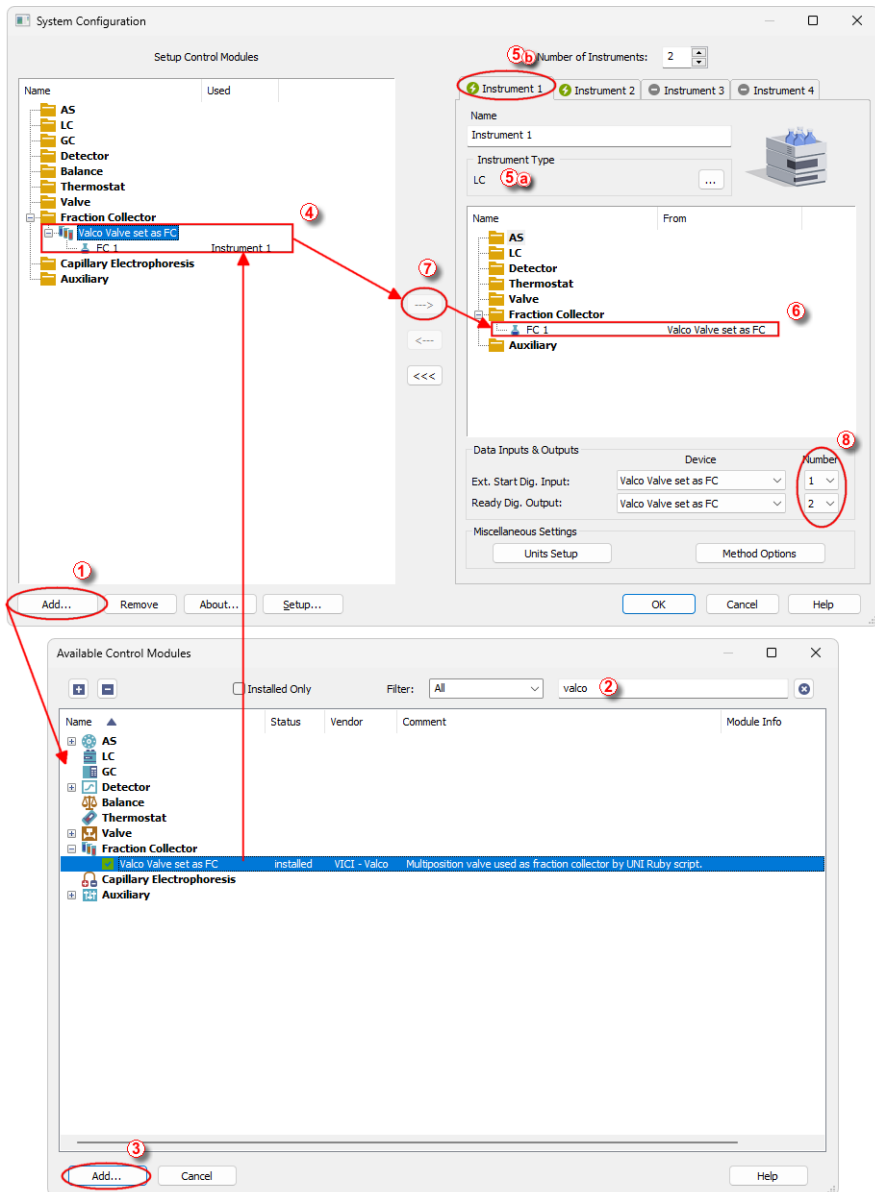 System Configuration
Setup Control Modules
5 b Number of Instruments: 2
Name Used
AS
LC
GC
Detector
Balance
Thermostat
Valve
Fraction Collector
Valco Valve set as FC
FC 1 Instrument 1
Capillary Electrophoresis
Auxiliary
4
7
--->
<---
<<<
Instrument 1 Instrument 2 Instrument 3 Instrument 4
Name
Instrument 1
Instrument Type
LC 5 a ...
Name From
AS
LC
Detector
Thermostat
Valve
Fraction Collector
6
FC 1 Valco Valve set as FC
Auxiliary
8
Data Inputs & Outputs
Device Number
Ext. Start Dig. Input: Valco Valve set as FC 1
Ready Dig. Output: Valco Valve set as FC 2
Miscellaneous Settings
Units Setup Method Options
1
Add... Remove About... Setup... OK Cancel Help
Available Control Modules
Installed Only Filter: All valco 2
Name Status Vendor Comment Module Info
AS
LC
GC
Detector
Balance
Thermostat
Valve
Fraction Collector
Valco Valve set as FC installed VICI - Valco Multiposition valve used as fraction collector by UNI Ruby script.
Capillary Electrophoresis
Auxiliary
3
Add... Cancel Help